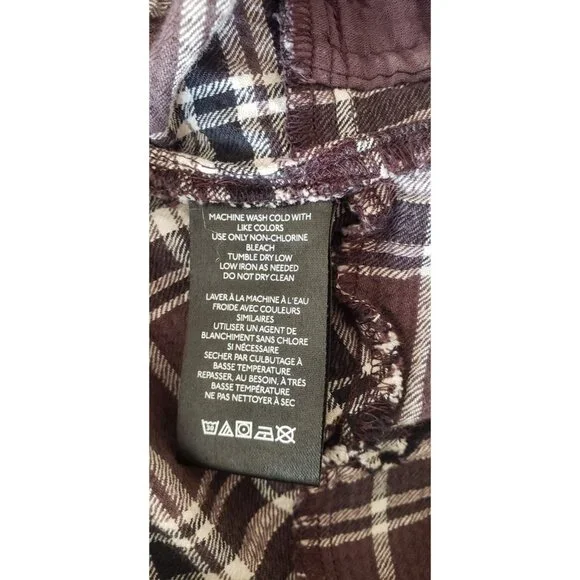 MACHINE WASH COLD WITH
LIKE COLORS
USE ONLY NON-CHLORINE
BLEACH
TUMBLE DRY LOW
LOW IRON AS NEEDED
DO NOT DRY CLEAN
LAVER À LA MACHINE À L'EAU
FROIDE AVEC COULEURS
SIMILAIRES
UTILISER UN AGENT DE
BLANCHIMENT SANS CHLORE
SI NÉCESSAIRE
SECHER PAR CULBUTAGE À
BASSE TEMPERATURE
REPASSER, AU BESOIN, À TRÈS
BASSE TEMPÉRATURE
NE PAS NETTOYER À SEC
30